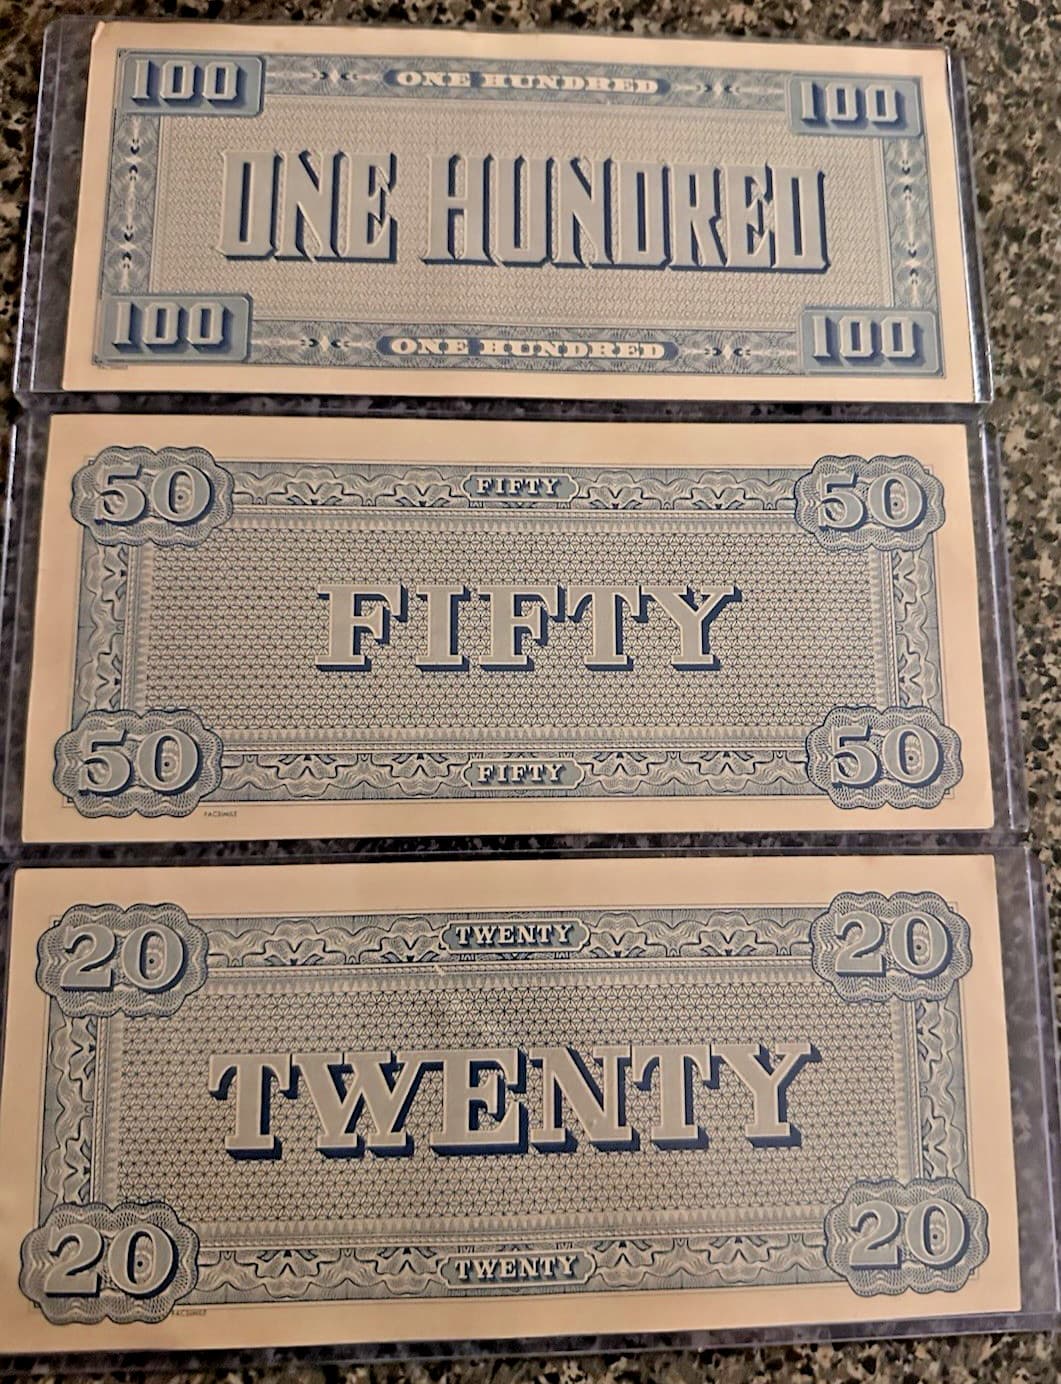 100 ONE HUNDRED 100
ONE HUNDRED
100 ONE HUNDRED 100
50 FIFTY 50
FIFTY
50 FIFTY 50
FACSIMILE
20 TWENTY 20
TWENTY
20 TWENTY 20
FACSIMILE